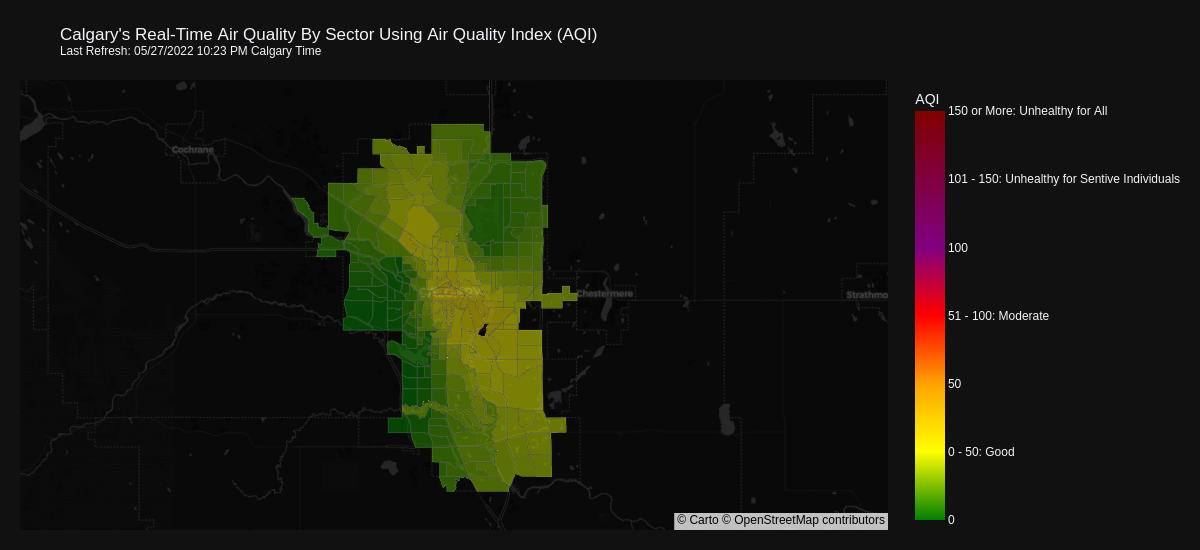 Calgary's Real-Time Air Quality By Sector Using Air Quality Index (AQI)
Last Refresh: 05/27/2022 10:23 PM Calgary Time
AQI
150 or More: Unhealthy for All
Cochrane
101 - 150: Unhealthy for Sentive Individuals
100
Chestermere
Strathmo
51 - 100: Moderate
50
0 - 50: Good
0
© Carto © OpenStreetMap contributors